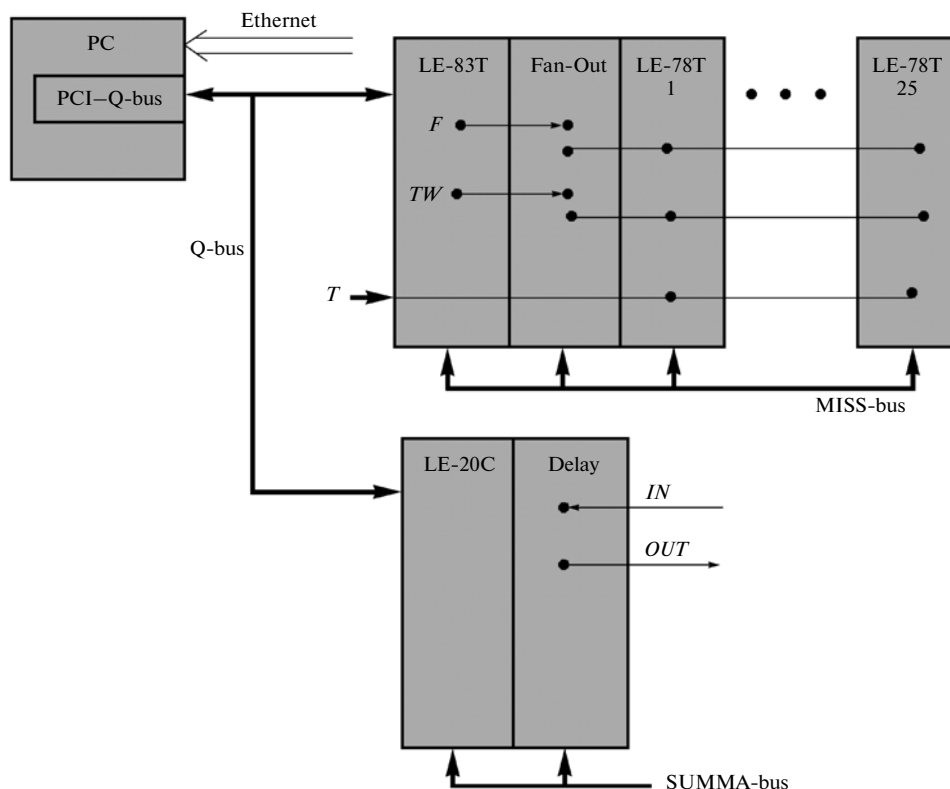 Ethernet
PC
PCI–Q-bus
LE-83T
Fan-Out
LE-78T
1
LE-78T
25
F
TW
Q-bus
T
MISS-bus
LE-20C
Delay
IN
OUT
SUMMA-bus